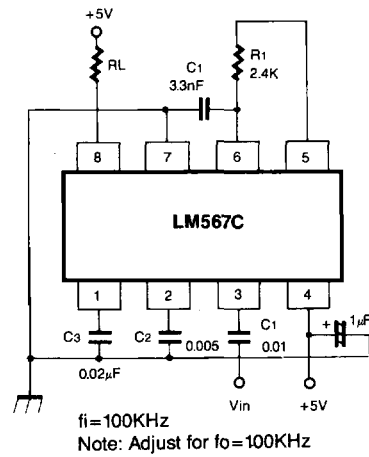 +5V
RL
C1
3.3nF
R1
2.4K
8
7
6
5
LM567C
1
2
3
4
C3
0.02µF
C2
0.005
C1
0.01
+
1µF
Vin
+5V
fi=100KHz
Note: Adjust for fo=100KHz